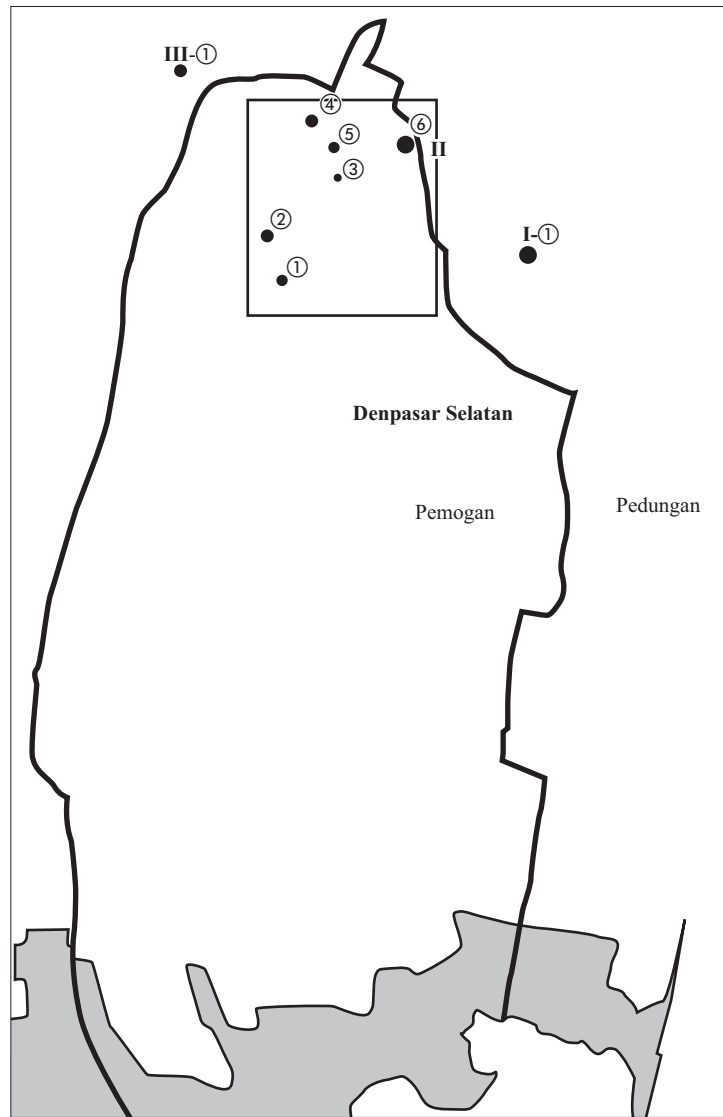 III-①
④
⑥
⑤
II
③
②
I-①
①
Denpasar Selatan
Pemogan
Pedungan